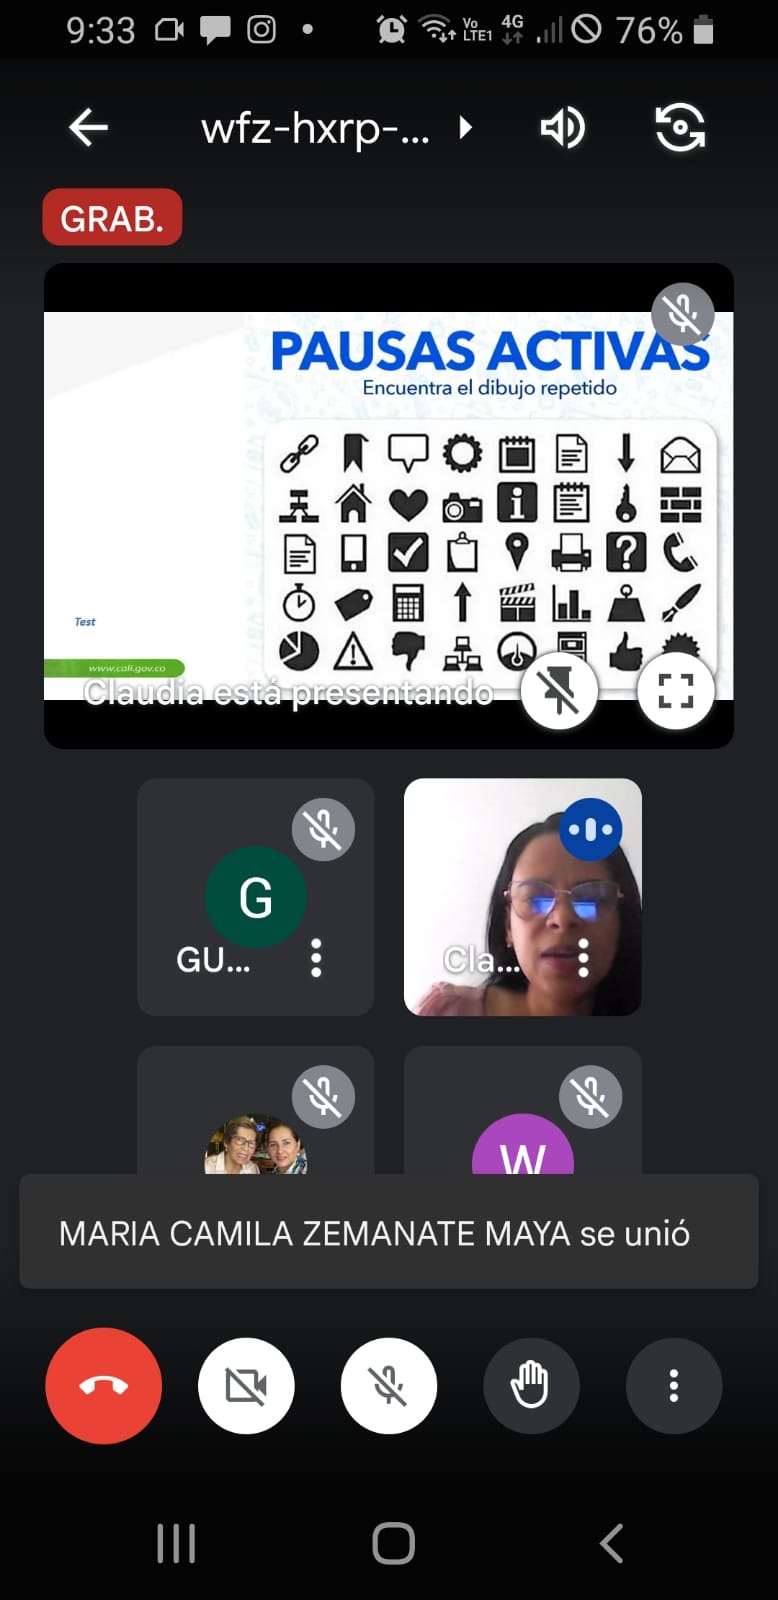 9:33
Vo
LTE1
4G
76%
wfz-hxrp-...
GRAB.
PAUSAS ACTIVAS
Encuentra el dibujo repetido
Test
www.cali.gov.co
Claudia está presentando
G
GU...
Cla...
W
MARIA CAMILA ZEMANATE MAYA se unió